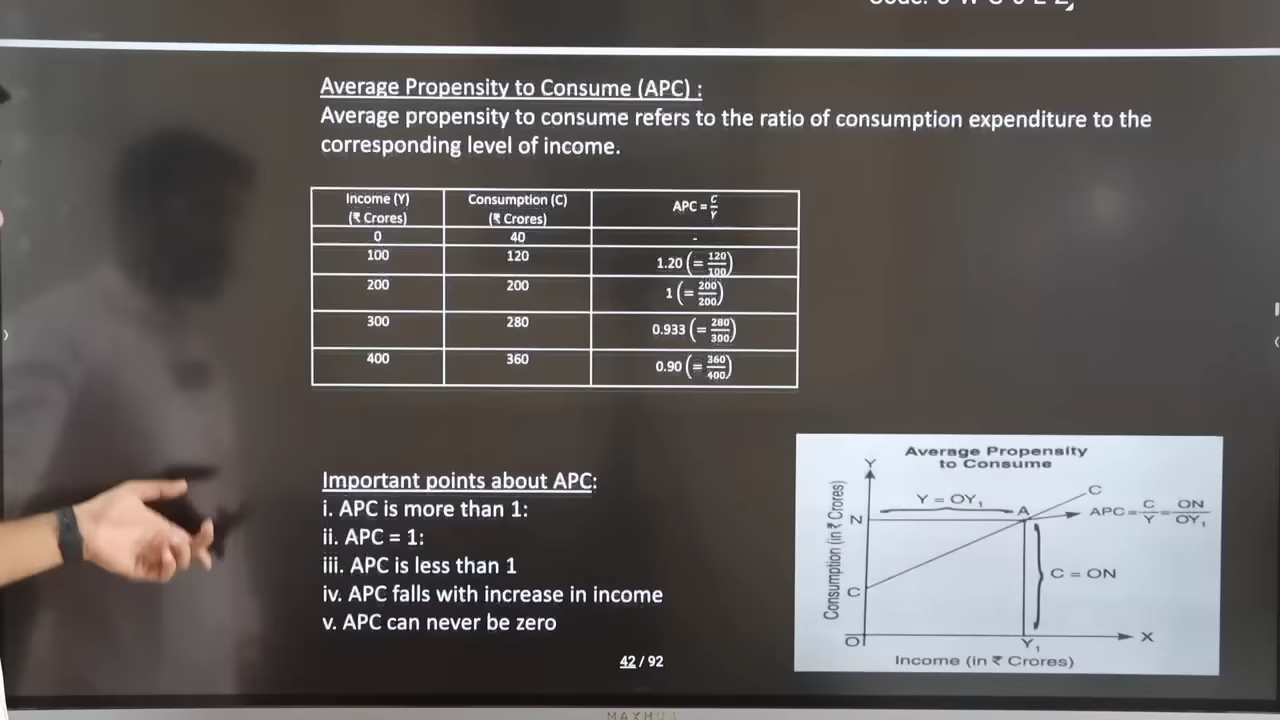 Average Propensity to Consume (APC) :
Average propensity to consume refers to the ratio of consumption expenditure to the
corresponding level of income.
Income (Y) (₹ Crores) Consumption (C) (₹ Crores) APC = C/Y
0 40 -
100 120 1.20 (= 120/100)
200 200 1 (= 200/200)
300 280 0.933 (= 280/300)
400 360 0.90 (= 360/400)
Important points about APC:
i. APC is more than 1:
ii. APC = 1:
iii. APC is less than 1
iv. APC falls with increase in income
v. APC can never be zero
42 / 92
Average Propensity
to Consume
Y
Consumption (in ₹ Crores)
Y = OY₁
C
N
A
APC = C/Y = ON/OY₁
C = ON
C
O
Y₁
X
Income (in ₹ Crores)
MAXHUB